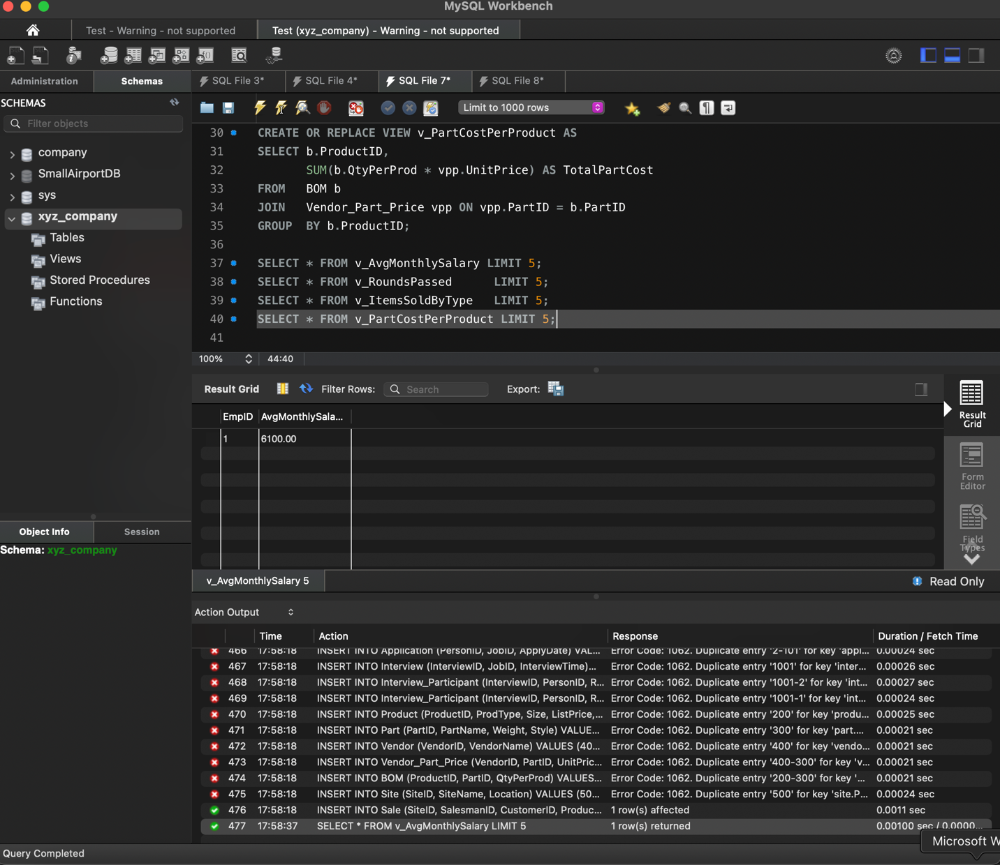 MySQL Workbench
Test - Warning - not supported
Test (xyz_company) - Warning - not supported
Administration
Schemas
SQL File 3*
SQL File 4*
SQL File 7*
SQL File 8*
SCHEMAS
Limit to 1000 rows
Filter objects
company
SmallAirportDB
sys
xyz_company
Tables
Views
Stored Procedures
Functions
30 CREATE OR REPLACE VIEW v_PartCostPerProduct AS
31 SELECT b.ProductID,
32 SUM(b.QtyPerProd * vpp.UnitPrice) AS TotalPartCost
33 FROM BOM b
34 JOIN Vendor_Part_Price vpp ON vpp.PartID = b.PartID
35 GROUP BY b.ProductID;
36
37 SELECT * FROM v_AvgMonthlySalary LIMIT 5;
38 SELECT * FROM v_RoundsPassed LIMIT 5;
39 SELECT * FROM v_ItemsSoldByType LIMIT 5;
40 SELECT * FROM v_PartCostPerProduct LIMIT 5;
41
100% 44:40
Result Grid Filter Rows: Search Export:
EmpID AvgMonthlySala...
1 6100.00
Result
Grid
Form
Editor
Field
Types
v_AvgMonthlySalary 5
Read Only
Object Info Session
Schema: xyz_company
Action Output
Time Action Response Duration / Fetch Time
466 17:58:18 INSERT INTO Application (PersonID, JobID, ApplyDate) VAL... Error Code: 1062. Duplicate entry '2-101' for key 'appl... 0.00024 sec
467 17:58:18 INSERT INTO Interview (InterviewID, JobID, InterviewTime)... Error Code: 1062. Duplicate entry '1001' for key 'inter... 0.00026 sec
468 17:58:18 INSERT INTO Interview_Participant (InterviewID, PersonID, R... Error Code: 1062. Duplicate entry '1001-2' for key 'int... 0.00027 sec
469 17:58:18 INSERT INTO Interview_Participant (InterviewID, PersonID, R... Error Code: 1062. Duplicate entry '1001-1' for key 'int... 0.00024 sec
470 17:58:18 INSERT INTO Product (ProductID, ProdType, Size, ListPrice,... Error Code: 1062. Duplicate entry '200' for key 'produ... 0.00025 sec
471 17:58:18 INSERT INTO Part (PartID, PartName, Weight, Style) VALUE... Error Code: 1062. Duplicate entry '300' for key 'part.... 0.00021 sec
472 17:58:18 INSERT INTO Vendor (VendorID, VendorName) VALUES (40... Error Code: 1062. Duplicate entry '400' for key 'vendo... 0.00021 sec
473 17:58:18 INSERT INTO Vendor_Part_Price (VendorID, PartID, UnitPric... Error Code: 1062. Duplicate entry '400-300' for key 'v... 0.00021 sec
474 17:58:18 INSERT INTO BOM (ProductID, PartID, QtyPerProd) VALUES... Error Code: 1062. Duplicate entry '200-300' for key '... 0.00021 sec
475 17:58:18 INSERT INTO Site (SiteID, SiteName, Location) VALUES (50... Error Code: 1062. Duplicate entry '500' for key 'site.P... 0.00024 sec
476 17:58:18 INSERT INTO Sale (SiteID, SalesmanID, CustomerID, Produc... 1 row(s) affected 0.0011 sec
477 17:58:37 SELECT * FROM v_AvgMonthlySalary LIMIT 5 1 row(s) returned 0.00100 sec / 0.0000...
Microsoft W
Query Completed